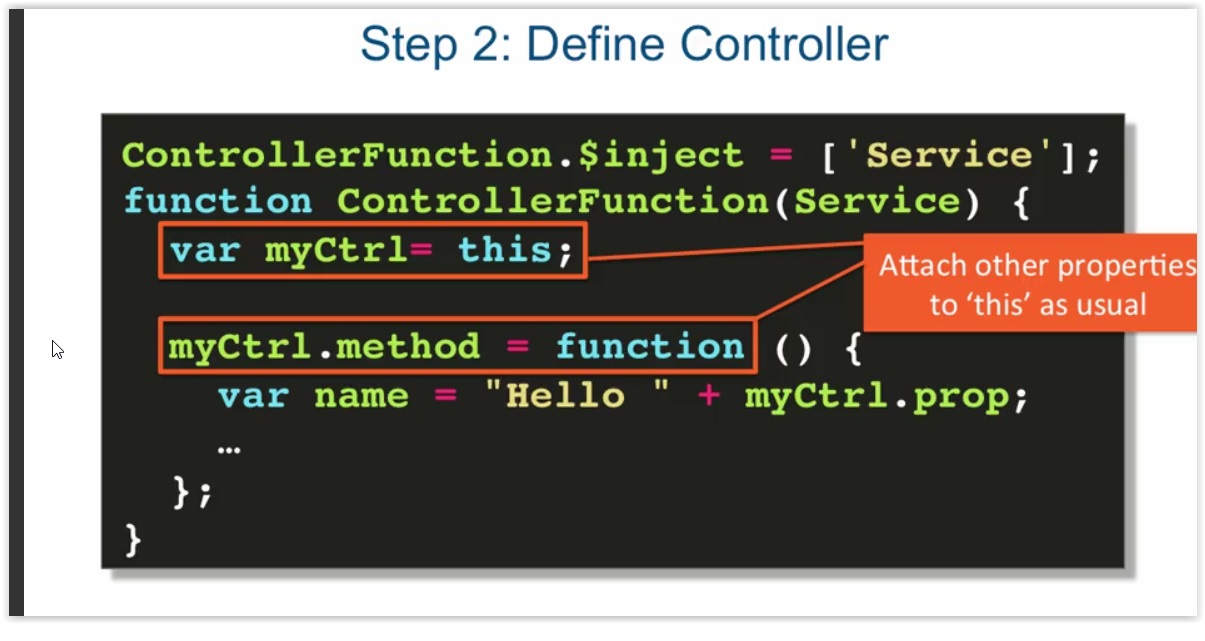 Step 2: Define Controller
ControllerFunction.$inject = ['Service'];
function ControllerFunction(Service) {
var myCtrl= this;
Attach other properties
to ‘this’ as usual
myCtrl.method = function () {
var name = "Hello " + myCtrl.prop;
…
};
}